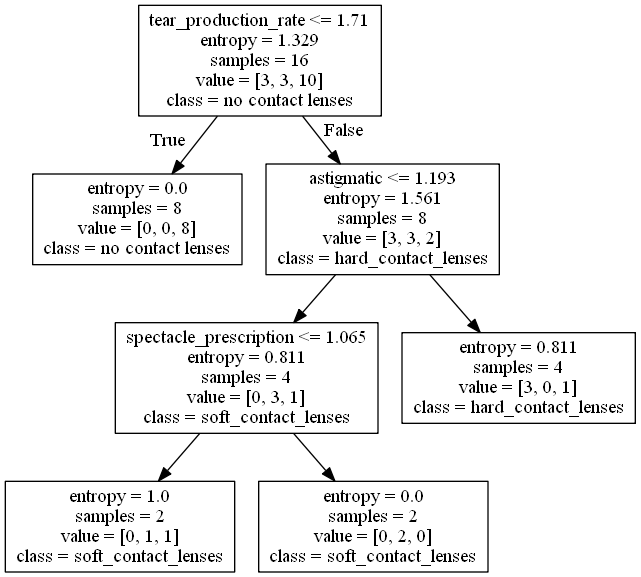 tear_production_rate <= 1.71
entropy = 1.329
samples = 16
value = [3, 3, 10]
class = no contact lenses
True
False
entropy = 0.0
samples = 8
value = [0, 0, 8]
class = no contact lenses
astigmatic <= 1.193
entropy = 1.561
samples = 8
value = [3, 3, 2]
class = hard_contact_lenses
spectacle_prescription <= 1.065
entropy = 0.811
samples = 4
value = [0, 3, 1]
class = soft_contact_lenses
entropy = 0.811
samples = 4
value = [3, 0, 1]
class = hard_contact_lenses
entropy = 1.0
samples = 2
value = [0, 1, 1]
class = soft_contact_lenses
entropy = 0.0
samples = 2
value = [0, 2, 0]
class = soft_contact_lenses